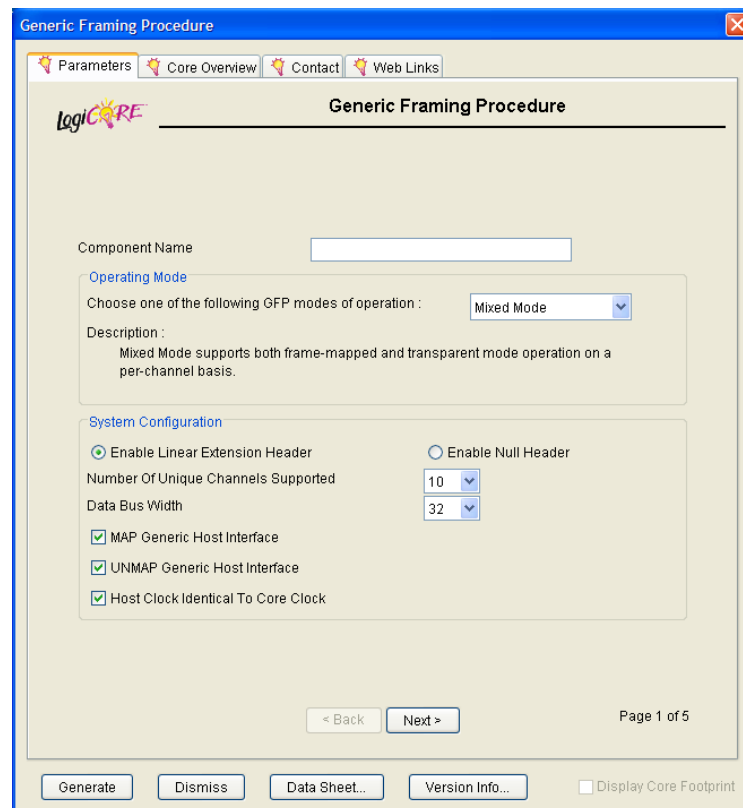 Generic Framing Procedure
Parameters Core Overview Contact Web Links
LogiCORE
Generic Framing Procedure
Component Name
Operating Mode
Choose one of the following GFP modes of operation : Mixed Mode
Description :
Mixed Mode supports both frame-mapped and transparent mode operation on a
per-channel basis.
System Configuration
Enable Linear Extension Header Enable Null Header
Number Of Unique Channels Supported 10
Data Bus Width 32
MAP Generic Host Interface
UNMAP Generic Host Interface
Host Clock Identical To Core Clock
< Back Next > Page 1 of 5
Generate Dismiss Data Sheet... Version Info... Display Core Footprint